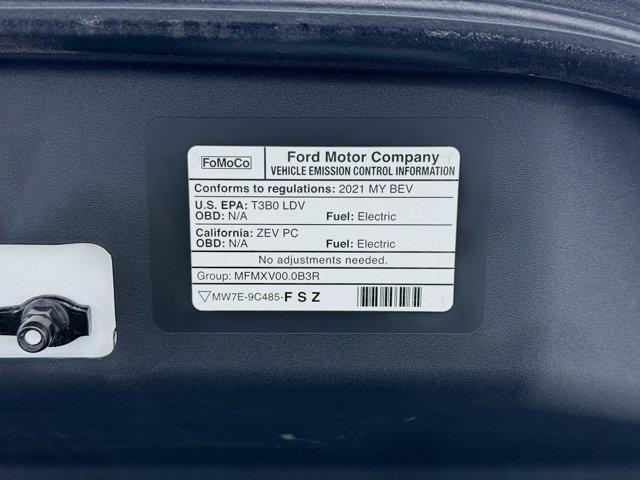 FoMoCo
Ford Motor Company
VEHICLE EMISSION CONTROL INFORMATION
Conforms to regulations: 2021 MY BEV
U.S. EPA: T3B0 LDV
OBD: N/A Fuel: Electric
California: ZEV PC
OBD: N/A Fuel: Electric
No adjustments needed.
Group: MFMXV00.0B3R
MW7E-9C485-F S Z